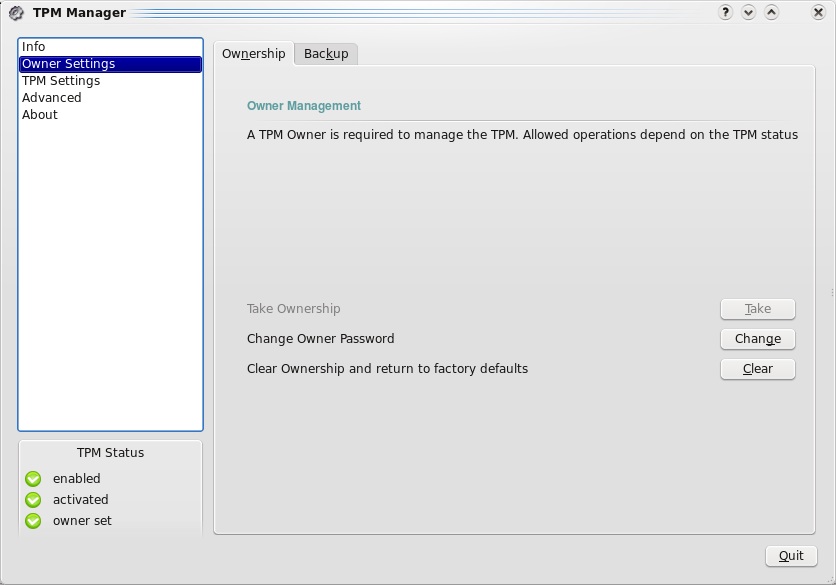 TPM Manager
?
Info
Owner Settings
TPM Settings
Advanced
About
Ownership Backup
Owner Management
A TPM Owner is required to manage the TPM. Allowed operations depend on the TPM status
Take Ownership Take
Change Owner Password Change
Clear Ownership and return to factory defaults Clear
TPM Status
enabled
activated
owner set
Quit